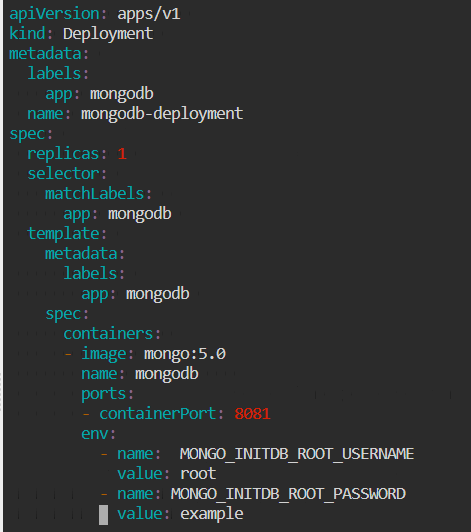 apiVersion: apps/v1
kind: Deployment
metadata:
  labels:
    app: mongodb
  name: mongodb-deployment
spec:
  replicas: 1
  selector:
    matchLabels:
      app: mongodb
  template:
    metadata:
      labels:
        app: mongodb
    spec:
      containers:
      - image: mongo:5.0
        name: mongodb
        ports:
        - containerPort: 8081
        env:
          - name:  MONGO_INITDB_ROOT_USERNAME
            value: root
          - name: MONGO_INITDB_ROOT_PASSWORD
            value: example